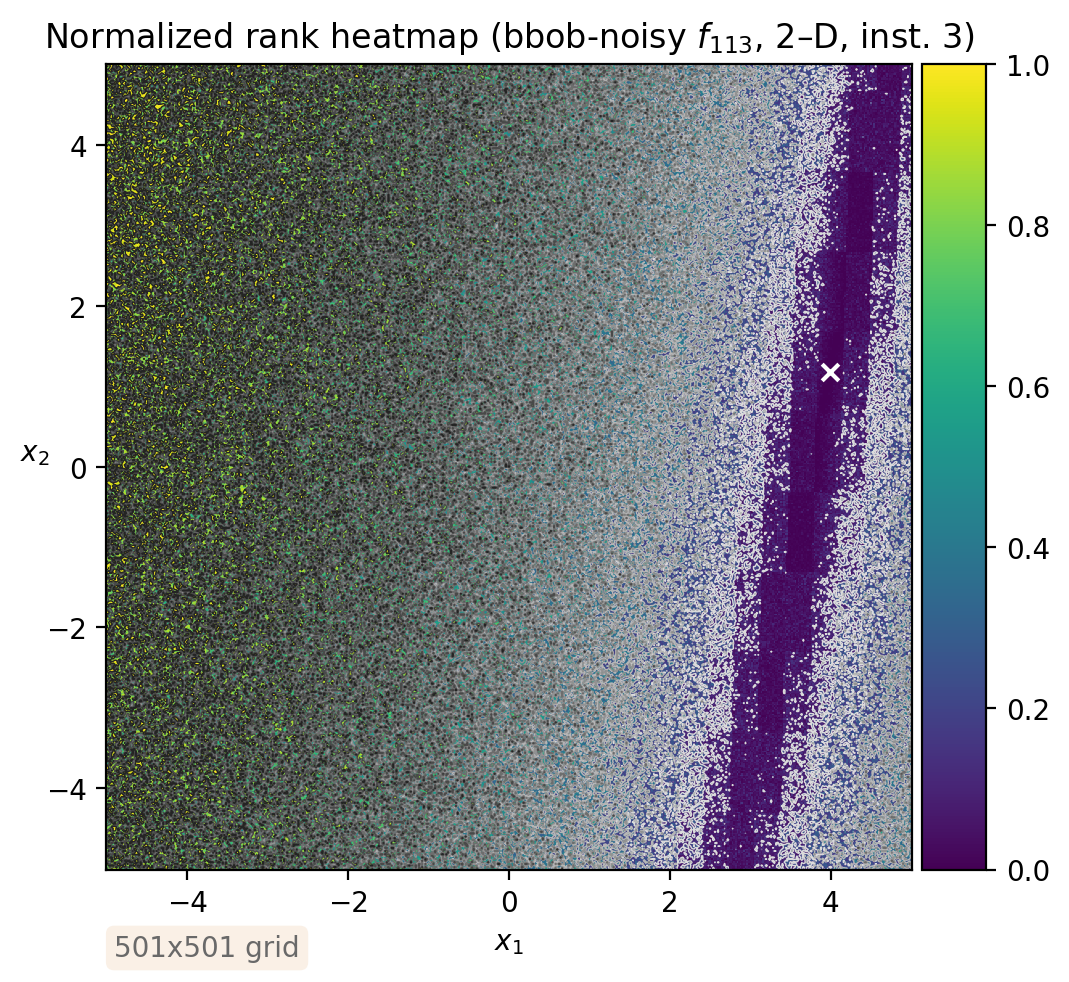 Normalized rank heatmap (bbob-noisy f₁₁₃, 2–D, inst. 3)
1.0
0.8
0.6
0.4
0.2
0.0
4
2
0
−2
−4
x₂
−4 −2 0 2 4
x₁
501x501 grid